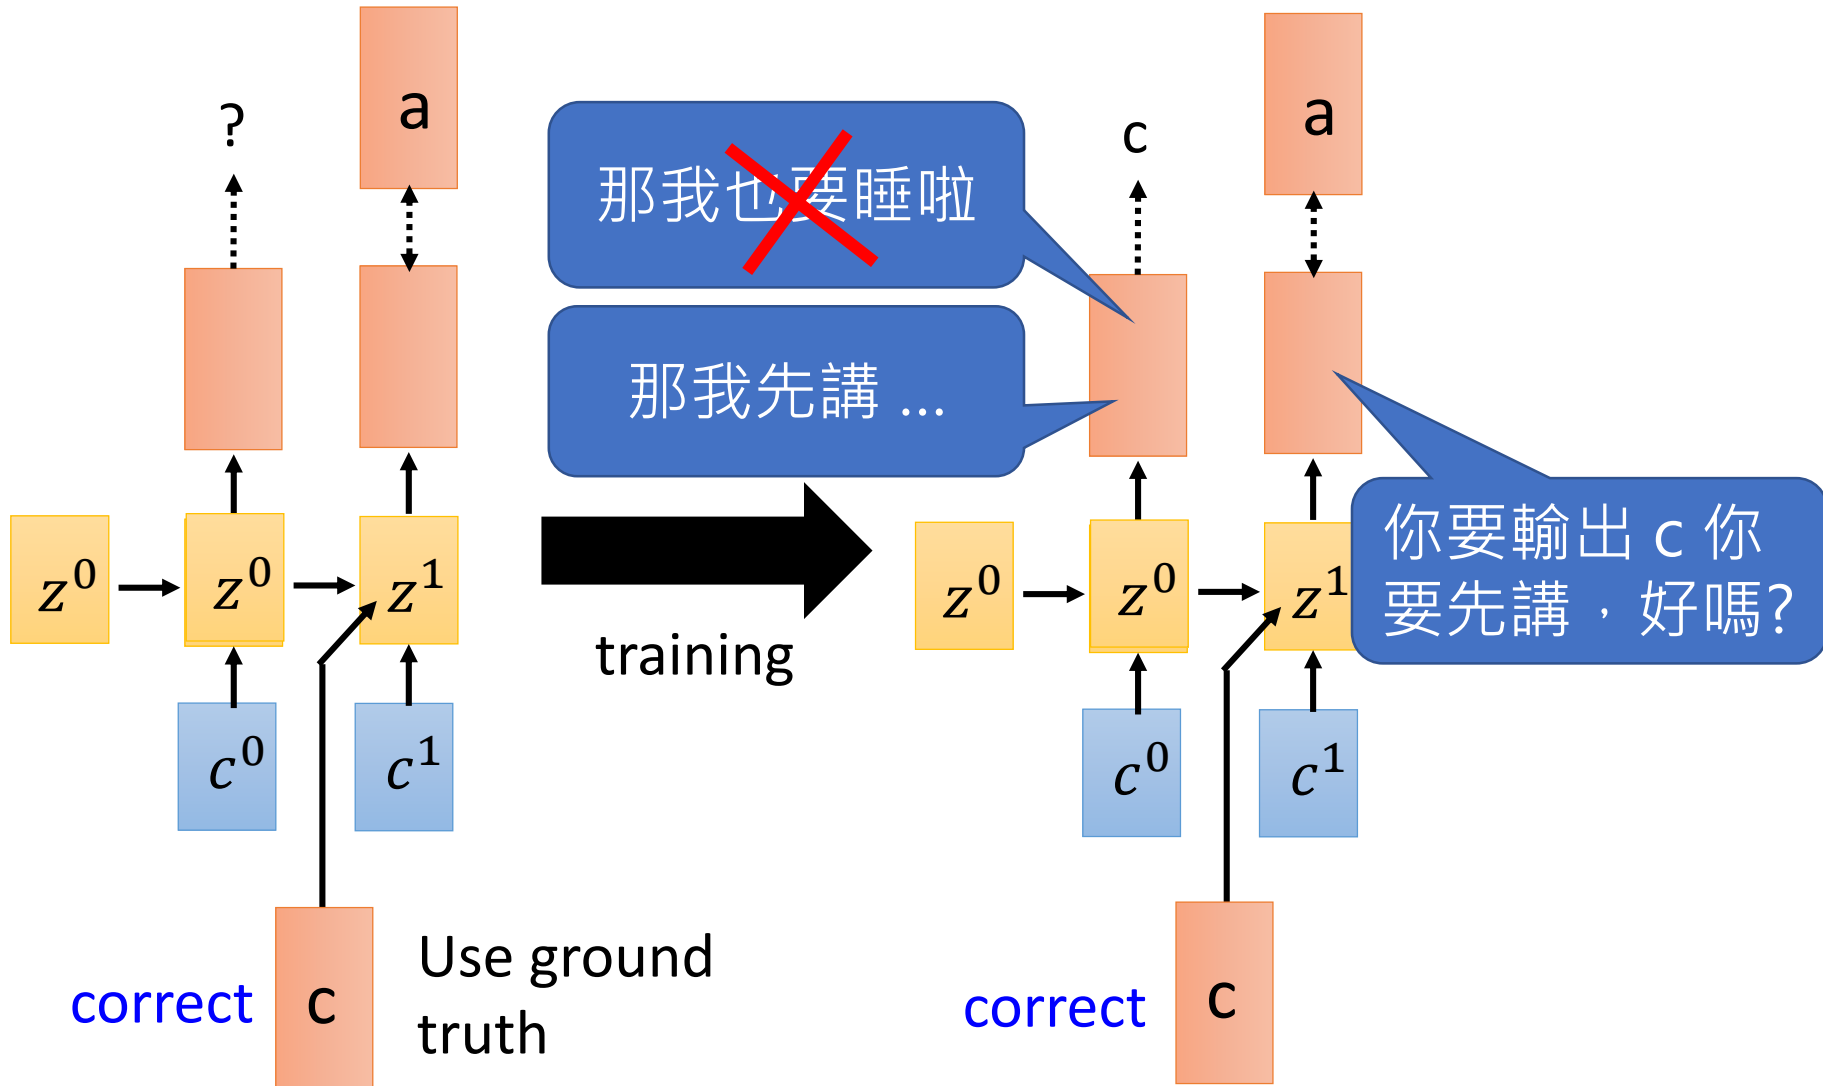 ?
a
z⁰
z⁰
z¹
c⁰
c¹
correct
c
Use ground
truth
那我也要睡啦
那我先講 ...
training
c
a
z⁰
z⁰
z¹
你要輸出 c 你
要先講，好嗎?
c⁰
c¹
correct
c